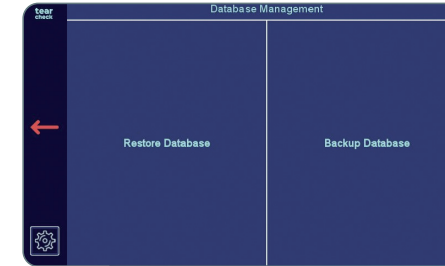 tear
check
Database Management
Restore Database
Backup Database